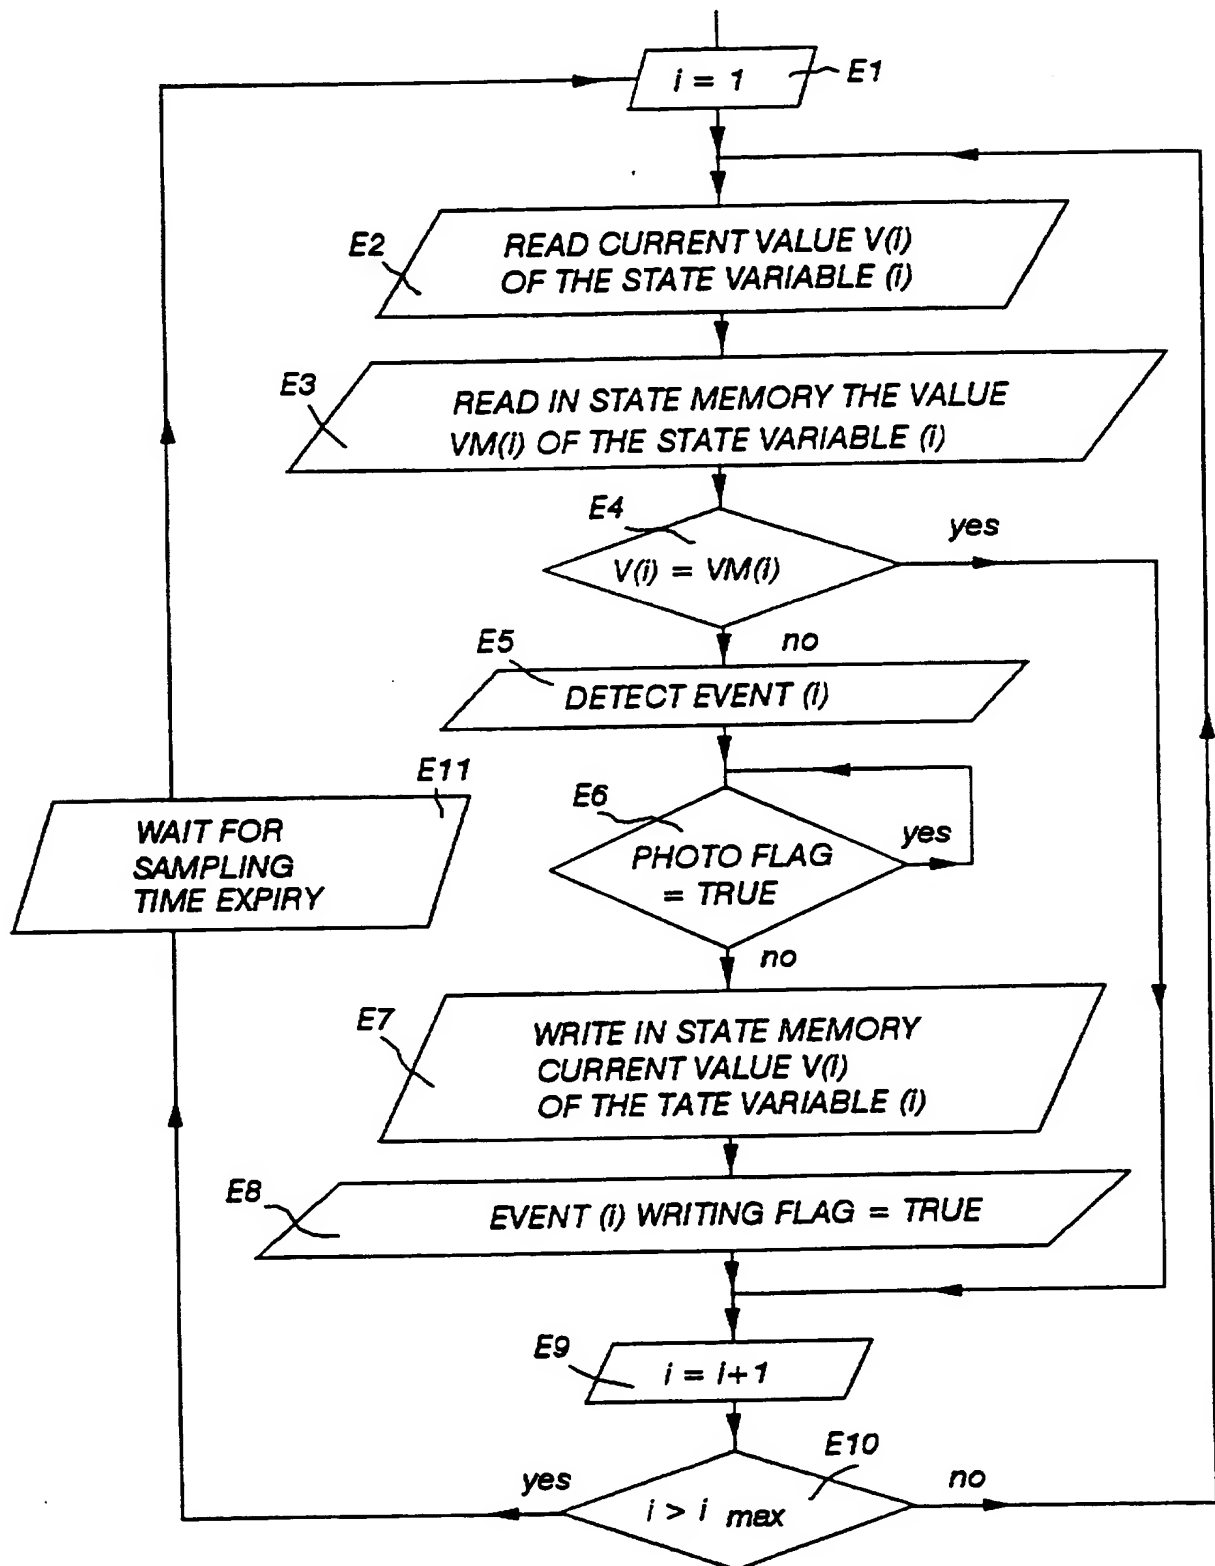 i = 1
E1
E2
READ CURRENT VALUE V(i)
OF THE STATE VARIABLE (i)
E3
READ IN STATE MEMORY THE VALUE
VM(i) OF THE STATE VARIABLE (i)
E4
yes
V(i) = VM(i)
no
E5
DETECT EVENT (i)
E11
WAIT FOR
SAMPLING
TIME EXPIRY
E6
yes
PHOTO FLAG
= TRUE
no
E7
WRITE IN STATE MEMORY
CURRENT VALUE V(i)
OF THE TATE VARIABLE (i)
E8
EVENT (i) WRITING FLAG = TRUE
E9
i = i+1
E10
yes
no
i > i max